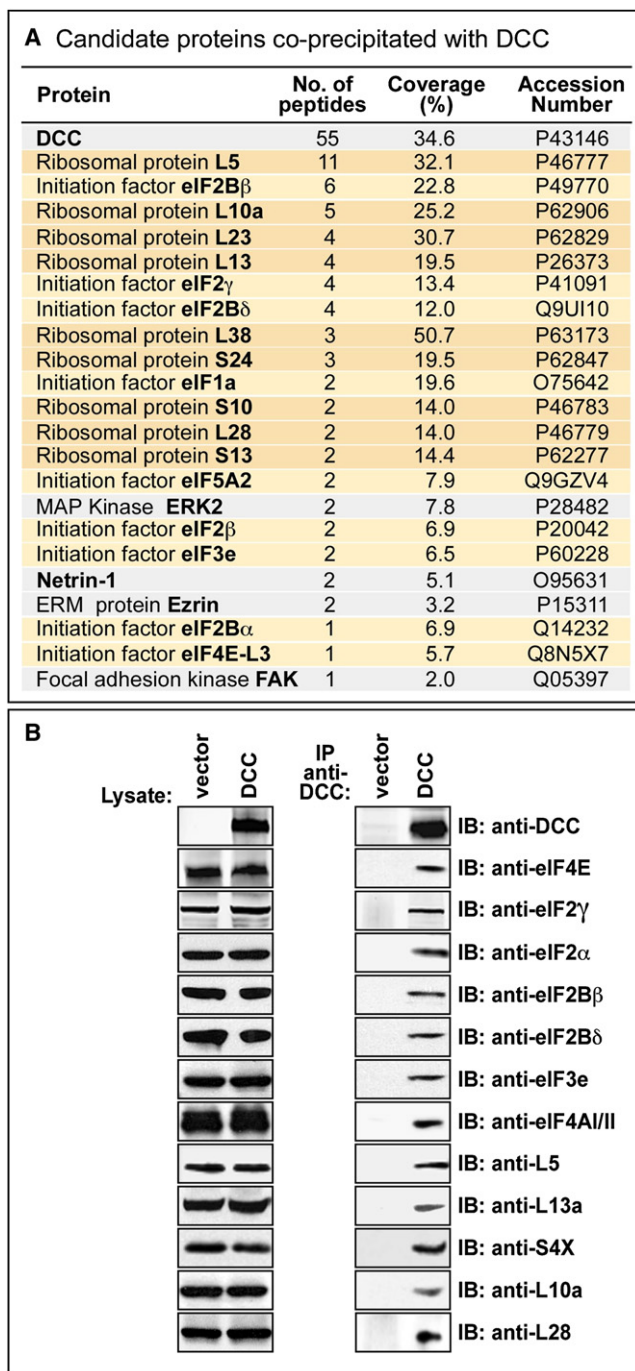 A Candidate proteins co-precipitated with DCC
Protein No. of peptides Coverage (%) Accession Number
DCC 55 34.6 P43146
Ribosomal protein L5 11 32.1 P46777
Initiation factor eIF2Bβ 6 22.8 P49770
Ribosomal protein L10a 5 25.2 P62906
Ribosomal protein L23 4 30.7 P62829
Ribosomal protein L13 4 19.5 P26373
Initiation factor eIF2γ 4 13.4 P41091
Initiation factor eIF2Bδ 4 12.0 Q9UI10
Ribosomal protein L38 3 50.7 P63173
Ribosomal protein S24 3 19.5 P62847
Initiation factor eIF1a 2 19.6 O75642
Ribosomal protein S10 2 14.0 P46783
Ribosomal protein L28 2 14.0 P46779
Ribosomal protein S13 2 14.4 P62277
Initiation factor eIF5A2 2 7.9 Q9GZV4
MAP Kinase ERK2 2 7.8 P28482
Initiation factor eIF2β 2 6.9 P20042
Initiation factor eIF3e 2 6.5 P60228
Netrin-1 2 5.1 O95631
ERM protein Ezrin 2 3.2 P15311
Initiation factor eIF2Bα 1 6.9 Q14232
Initiation factor eIF4E-L3 1 5.7 Q8N5X7
Focal adhesion kinase FAK 1 2.0 Q05397
B
Lysate: vector DCC
IP anti-DCC: vector DCC
IB: anti-DCC
IB: anti-eIF4E
IB: anti-eIF2γ
IB: anti-eIF2α
IB: anti-eIF2Bβ
IB: anti-eIF2Bδ
IB: anti-eIF3e
IB: anti-eIF4AI/II
IB: anti-L5
IB: anti-L13a
IB: anti-S4X
IB: anti-L10a
IB: anti-L28